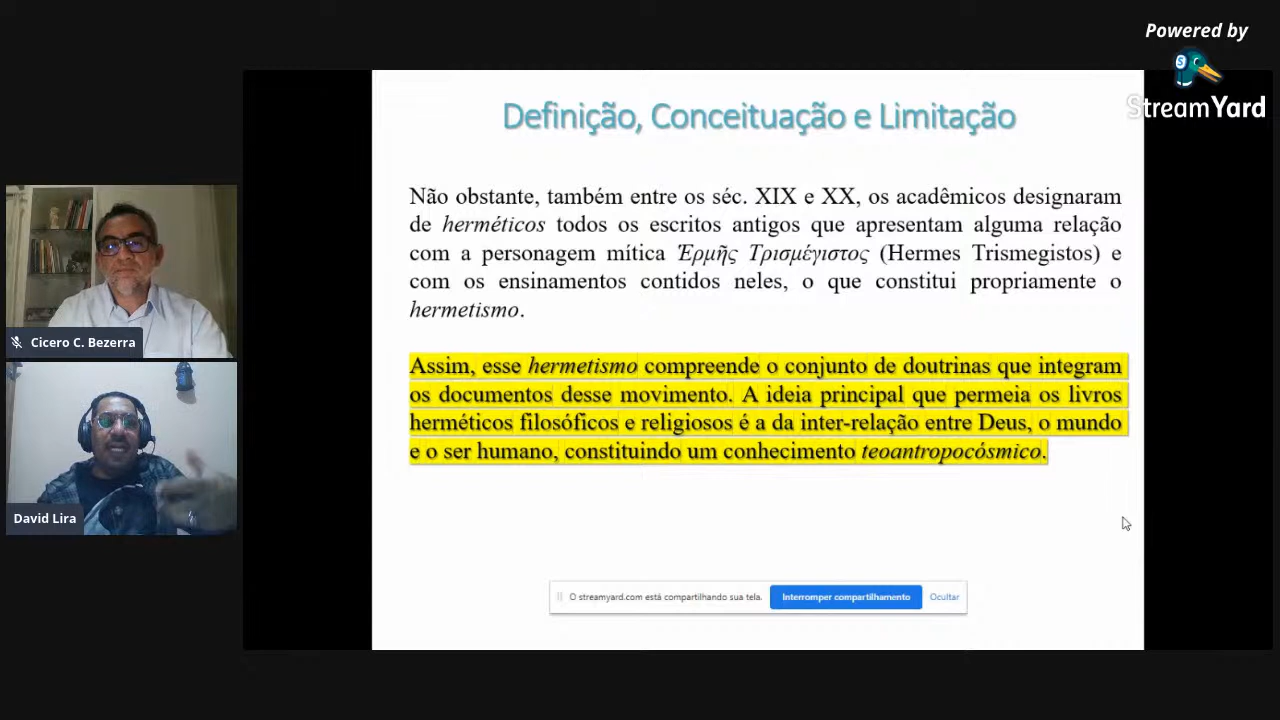 Powered by
StreamYard
Definição, Conceituação e Limitação
Não obstante, também entre os séc. XIX e XX, os acadêmicos designaram
de herméticos todos os escritos antigos que apresentam alguma relação
com a personagem mítica Ἑρμῆς Τρισμέγιστος (Hermes Trismegistos) e
com os ensinamentos contidos neles, o que constitui propriamente o
hermetismo.
Assim, esse hermetismo compreende o conjunto de doutrinas que integram
os documentos desse movimento. A ideia principal que permeia os livros
herméticos filosóficos e religiosos é a da inter-relação entre Deus, o mundo
e o ser humano, constituindo um conhecimento teoantropocósmico.
Cicero C. Bezerra
David Lira
O streamyard.com está compartilhando sua tela. Interromper compartilhamento Ocultar